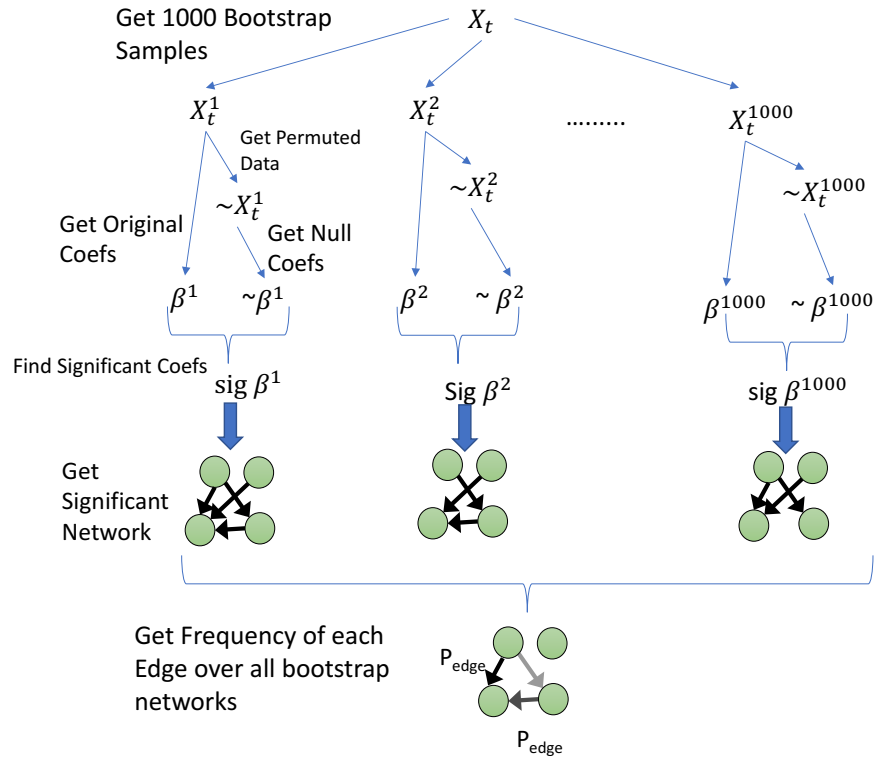 Get 1000 Bootstrap
Samples
X_t
X_t^1
X_t^2
.........
X_t^1000
Get Permuted
Data
~X_t^1
~X_t^2
~X_t^1000
Get Original
Coefs
Get Null
Coefs
β^1
~β^1
β^2
~ β^2
β^1000
~ β^1000
Find Significant Coefs
sig β^1
Sig β^2
sig β^1000
Get
Significant
Network
Get Frequency of each
Edge over all bootstrap
networks
P_edge
P_edge